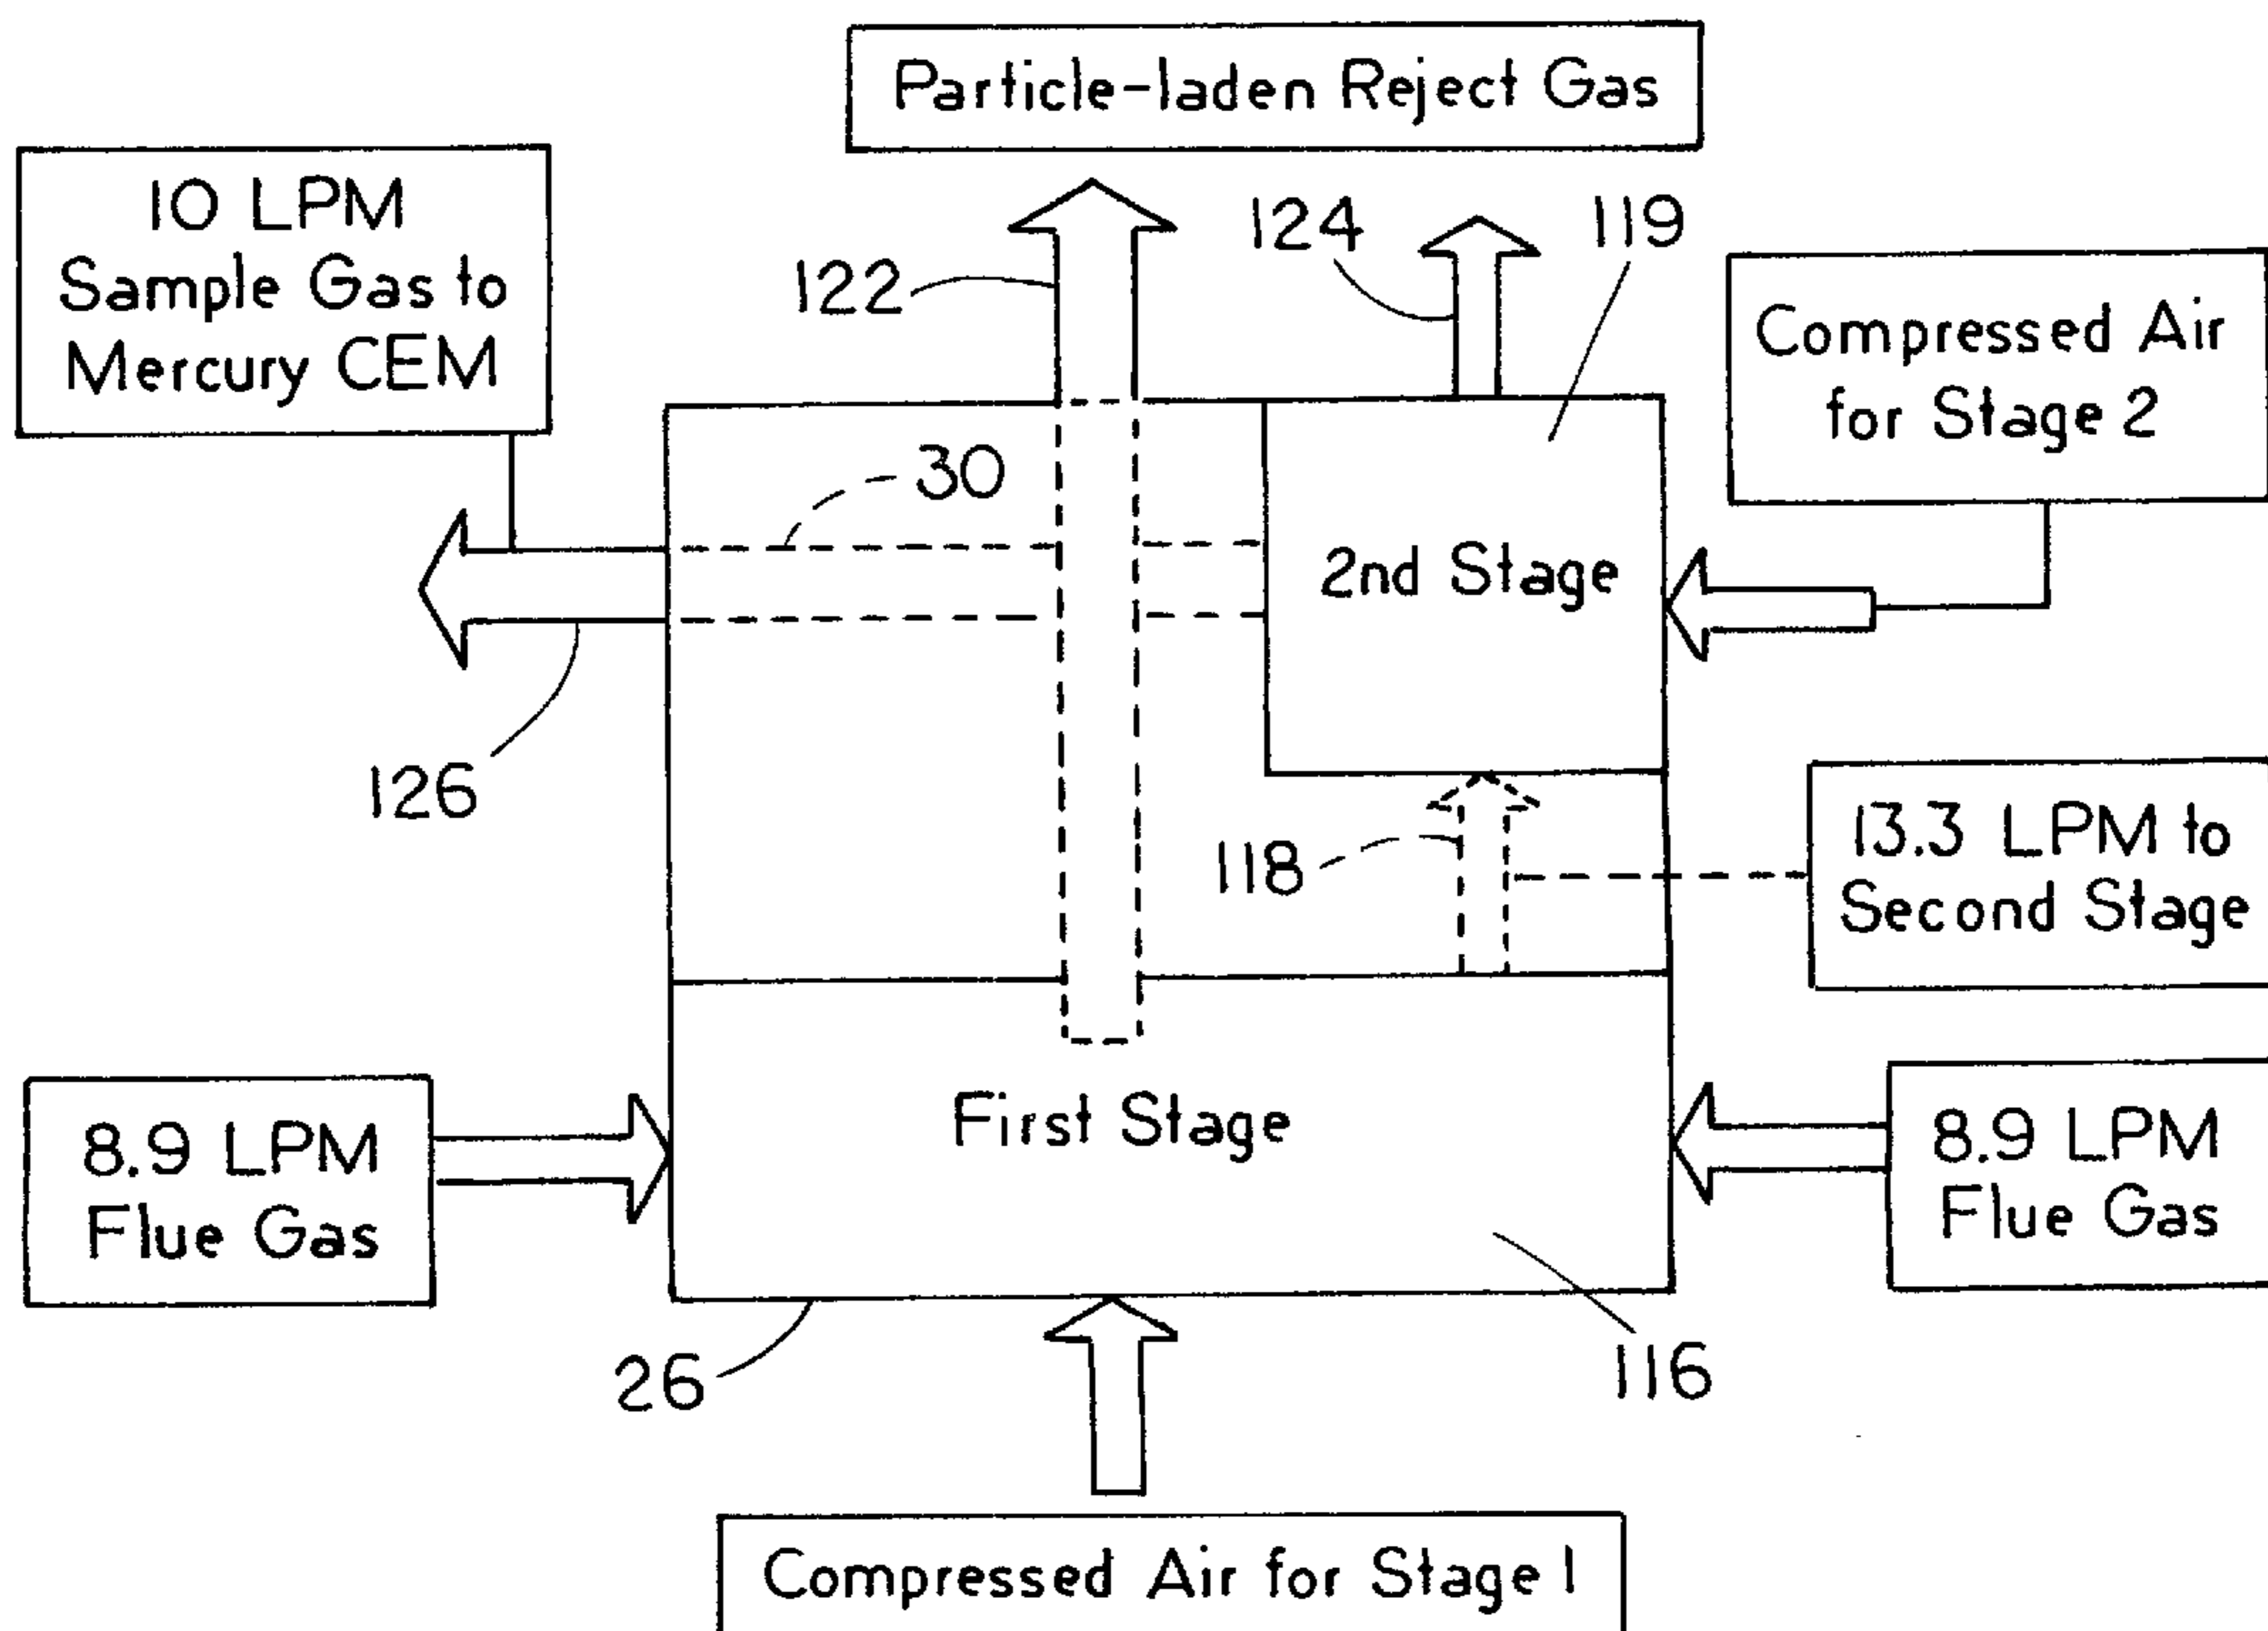 Particle-laden Reject Gas
10 LPM
Sample Gas to
Mercury CEM
122
124
119
Compressed Air
for Stage 2
30
2nd Stage
126
118
13.3 LPM to
Second Stage
8.9 LPM
Flue Gas
First Stage
8.9 LPM
Flue Gas
26
116
Compressed Air for Stage 1